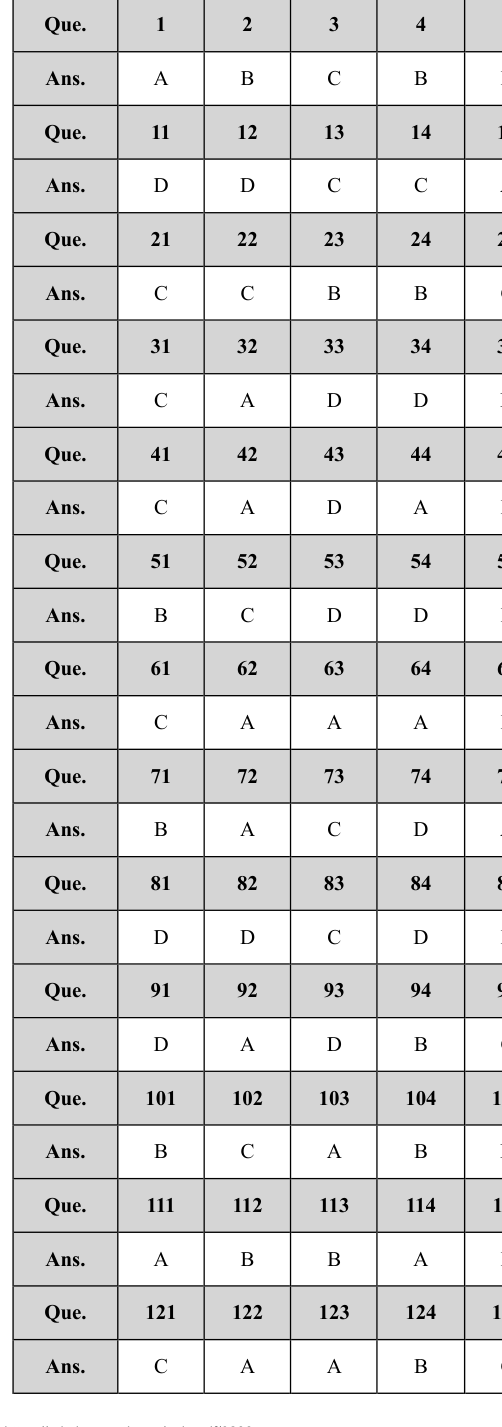 Que. 1 2 3 4
Ans. A B C B
Que. 11 12 13 14
Ans. D D C C
Que. 21 22 23 24
Ans. C C B B
Que. 31 32 33 34
Ans. C A D D
Que. 41 42 43 44
Ans. C A D A
Que. 51 52 53 54
Ans. B C D D
Que. 61 62 63 64
Ans. C A A A
Que. 71 72 73 74
Ans. B A C D
Que. 81 82 83 84
Ans. D D C D
Que. 91 92 93 94
Ans. D A D B
Que. 101 102 103 104
Ans. B C A B
Que. 111 112 113 114
Ans. A B B A
Que. 121 122 123 124
Ans. C A A B